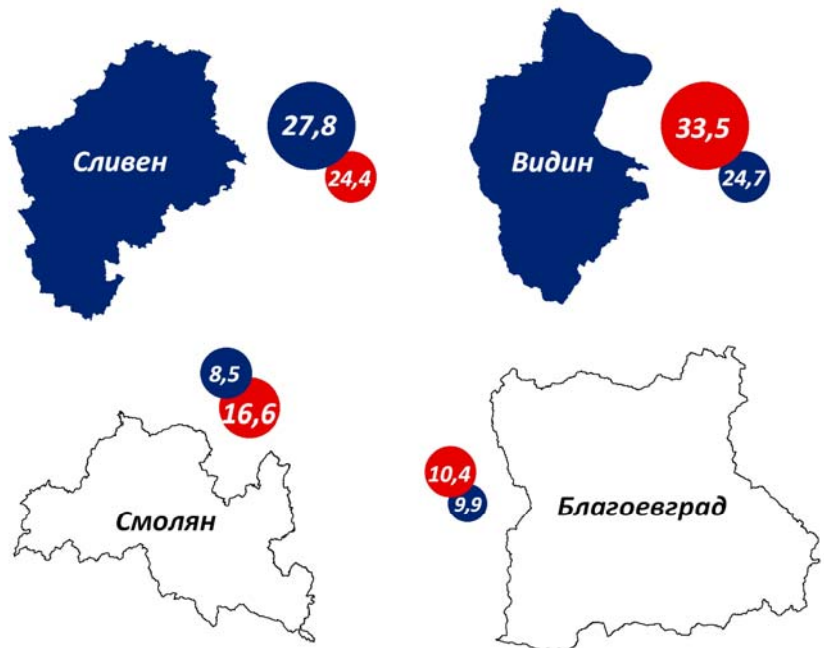 Сливен
27,8
24,4
Видин
33,5
24,7
8,5
16,6
Смолян
10,4
9,9
Благоевград